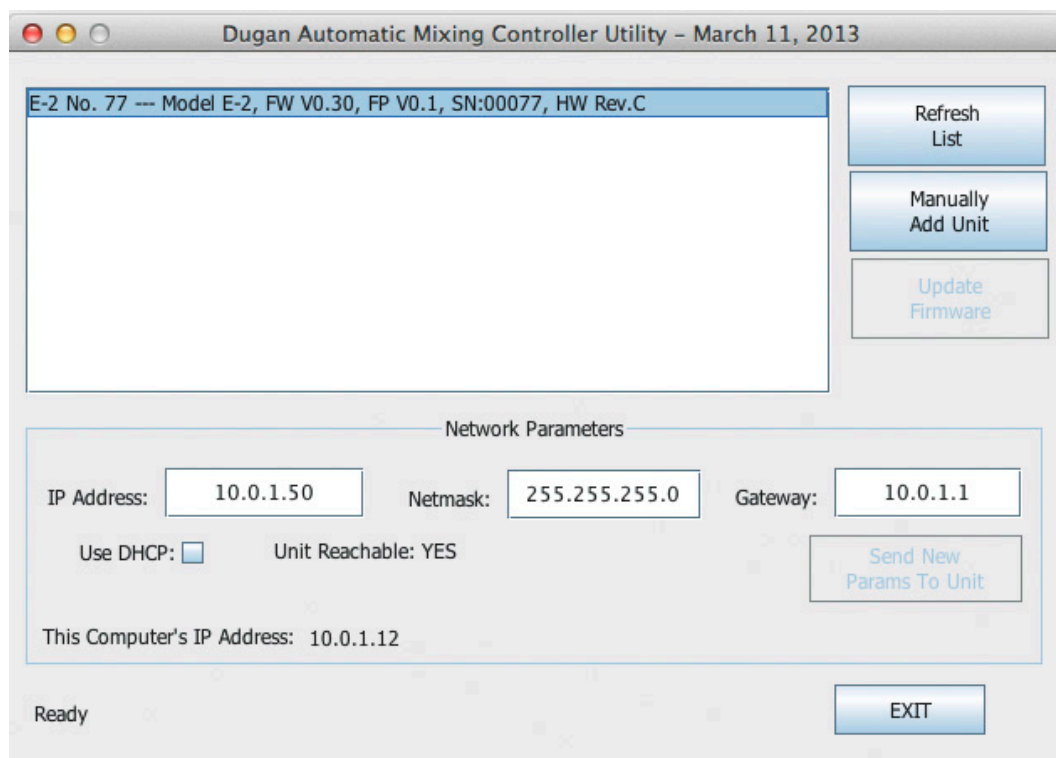 Dugan Automatic Mixing Controller Utility – March 11, 2013
E-2 No. 77 --- Model E-2, FW V0.30, FP V0.1, SN:00077, HW Rev.C
Refresh
List
Manually
Add Unit
Update
Firmware
Network Parameters
IP Address: 10.0.1.50 Netmask: 255.255.255.0 Gateway: 10.0.1.1
Use DHCP: Unit Reachable: YES
Send New
Params To Unit
This Computer's IP Address: 10.0.1.12
Ready
EXIT